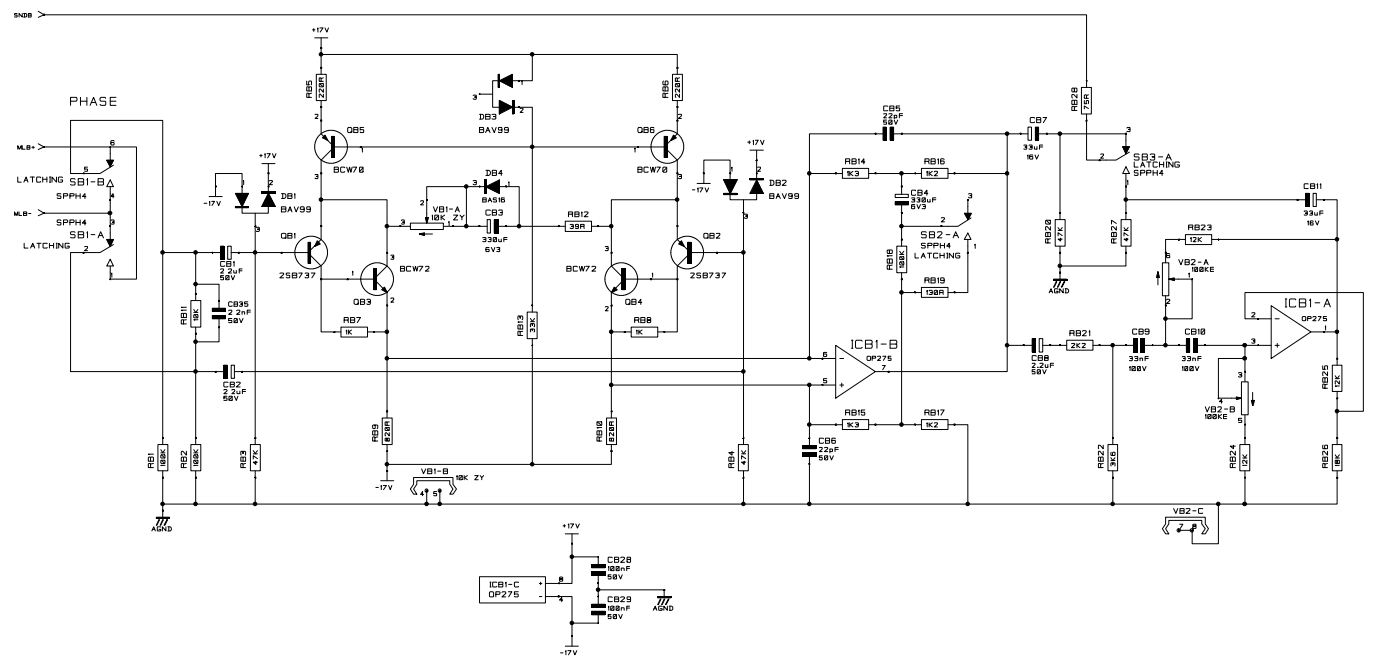 SNDB
+17V
PHASE
RB5
220R
DB3
BAV99
RB6
220R
RB28
75R
QB5
BCW70
QB6
BCW70
MLB+
LATCHING
SB1-B
SPPH4
MLB-
SPPH4
SB1-A
LATCHING
+17V
-17V
DB1
BAV99
DB4
BAS16
VB1-A
10K ZY
CB3
330uF
6V3
RB12
39R
+17V
-17V
DB2
BAV99
CB5
22pF
50V
RB14
1K3
RB16
1K2
CB4
330uF
6V3
SB2-A
SPPH4
LATCHING
CB7
33uF
16V
SB3-A
LATCHING
SPPH4
CB11
33uF
16V
QB1
2SB737
BCW72
QB3
BCW72
QB4
QB2
2SB737
CB1
2.2uF
50V
RB11
10K
CB35
2.2nF
50V
RB7
1K
RB13
33K
RB8
1K
RB18
100K
RB19
130R
RB20
47K
RB27
47K
AGND
RB23
12K
VB2-A
100KE
CB2
2.2uF
50V
ICB1-B
OP275
CB8
2.2uF
50V
RB21
2K2
CB9
33nF
100V
CB10
33nF
100V
ICB1-A
OP275
RB25
12K
VB2-B
100KE
RB1
100K
RB2
100K
RB3
47K
RB9
820R
RB10
820R
RB4
47K
RB15
1K3
RB17
1K2
CB6
22pF
50V
RB22
3K6
RB24
12K
RB26
18K
-17V
VB1-B
10K ZY
AGND
VB2-C
+17V
ICB1-C
OP275
CB28
100nF
50V
CB29
100nF
50V
AGND
-17V